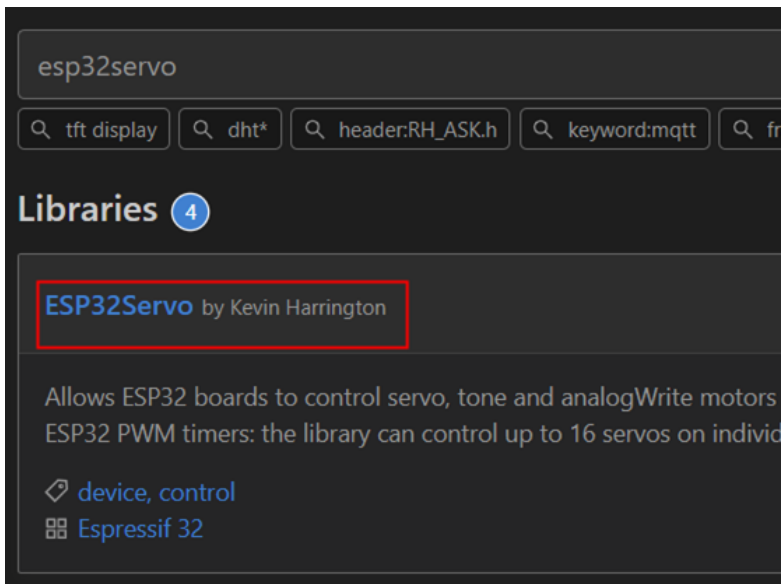 esp32servo
tft display dht* header:RH_ASK.h keyword:mqtt
Libraries 4
ESP32Servo by Kevin Harrington
Allows ESP32 boards to control servo, tone and analogWrite motors
ESP32 PWM timers: the library can control up to 16 servos on individ
device, control
Espressif 32